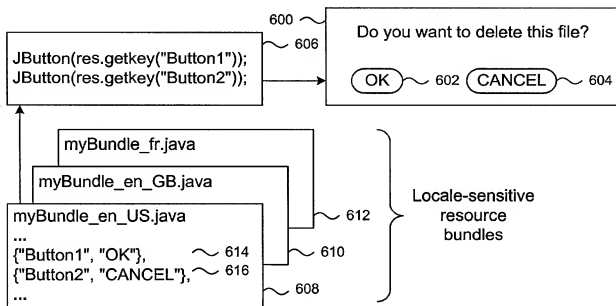 600
Do you want to delete this file?
OK
602
CANCEL
604
606
JButton(res.getkey("Button1"));
JButton(res.getkey("Button2"));
myBundle_fr.java
myBundle_en_GB.java
myBundle_en_US.java
...
{"Button1", "OK"},
{"Button2", "CANCEL"},
...
614
616
608
610
612
Locale-sensitive
resource
bundles